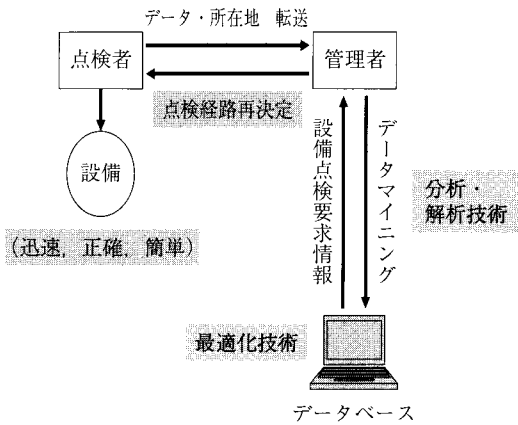 データ・所在地 転送
点検者
管理者
点検経路再決定
設備
(迅速，正確，簡単)
設備点検要求情報
データマイニング
分析・
解析技術
最適化技術
データベース